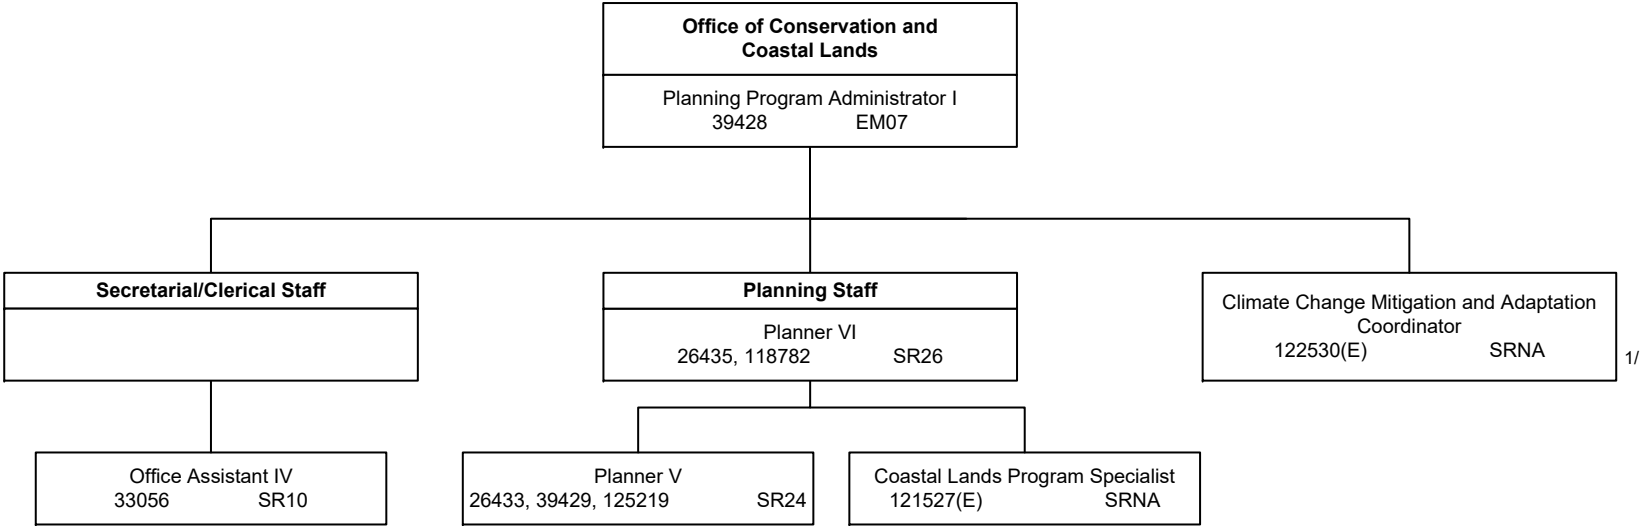 Office of Conservation and
Coastal Lands
Planning Program Administrator I
39428 EM07
Secretarial/Clerical Staff
Planning Staff
Planner VI
26435, 118782 SR26
Climate Change Mitigation and Adaptation
Coordinator
122530(E) SRNA
1/
Office Assistant IV
33056 SR10
Planner V
26433, 39429, 125219 SR24
Coastal Lands Program Specialist
121527(E) SRNA